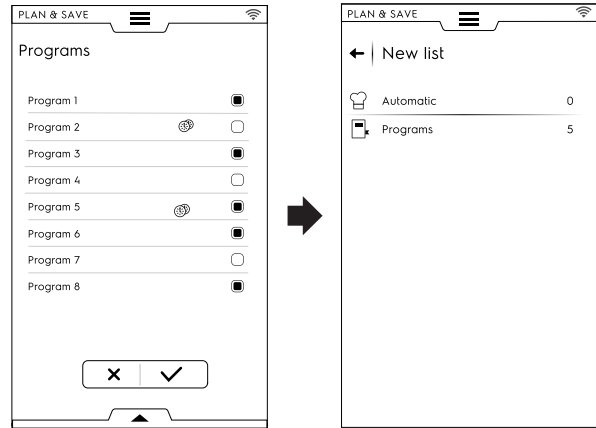 PLAN & SAVE
Programs
Program 1
Program 2
Program 3
Program 4
Program 5
Program 6
Program 7
Program 8
PLAN & SAVE
New list
Automatic 0
Programs 5